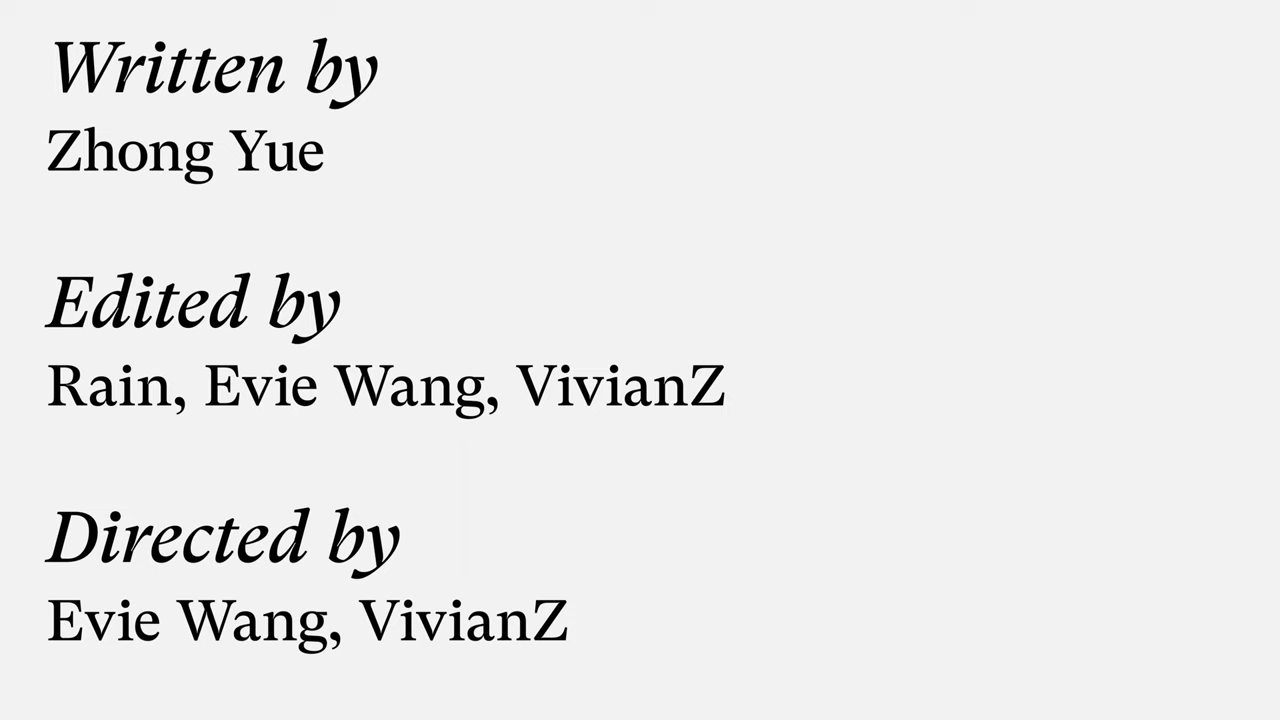 Written by
Zhong Yue
Edited by
Rain, Evie Wang, VivianZ
Directed by
Evie Wang, VivianZ